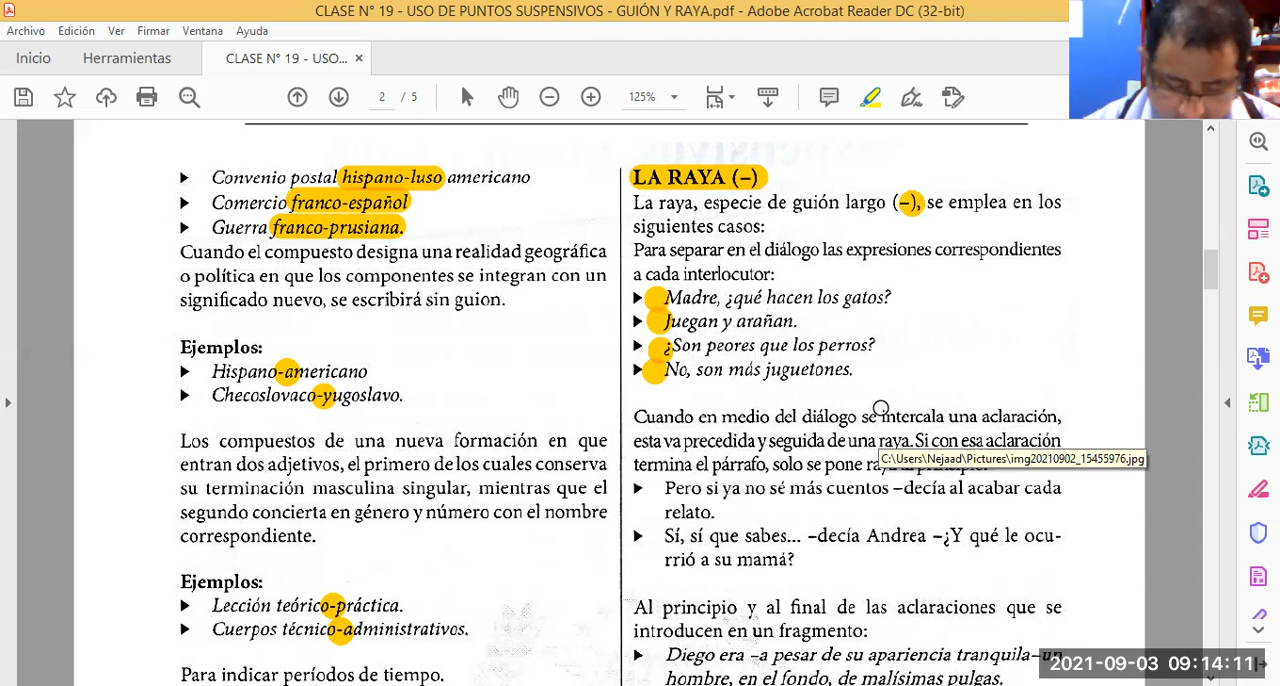 CLASE N° 19 - USO DE PUNTOS SUSPENSIVOS - GUIÓN Y RAYA.pdf - Adobe Acrobat Reader DC (32-bit)
Archivo Edición Ver Firmar Ventana Ayuda
Inicio Herramientas CLASE N° 19 - USO... ×
2 / 5 125%
Convenio postal hispano-luso americano
Comercio franco-español
Guerra franco-prusiana.
Cuando el compuesto designa una realidad geográfica
o política en que los componentes se integran con un
significado nuevo, se escribirá sin guion.
Ejemplos:
Hispano-americano
Checoslovaco-yugoslavo.
Los compuestos de una nueva formación en que
entran dos adjetivos, el primero de los cuales conserva
su terminación masculina singular, mientras que el
segundo concierta en género y número con el nombre
correspondiente.
Ejemplos:
Lección teórico-práctica.
Cuerpos técnico-administrativos.
Para indicar períodos de tiempo.
LA RAYA (–)
La raya, especie de guión largo (–), se emplea en los
siguientes casos:
Para separar en el diálogo las expresiones correspondientes
a cada interlocutor:
Madre, ¿qué hacen los gatos?
Juegan y arañan.
¿Son peores que los perros?
No, son más juguetones.
Cuando en medio del diálogo se intercala una aclaración,
esta va precedida y seguida de una raya. Si con esa aclaración
termina el párrafo, solo se pone raya al principio.
C:\Users\Nejaad\Pictures\img20210902_15455976.jpg
Pero si ya no sé más cuentos –decía al acabar cada
relato.
Sí, sí que sabes... –decía Andrea –¿Y qué le ocu-
rrió a su mamá?
Al principio y al final de las aclaraciones que se
introducen en un fragmento:
Diego era –a pesar de su apariencia tranquila–un
hombre, en el fondo, de malísimas pulgas.
2021-09-03 09:14:11